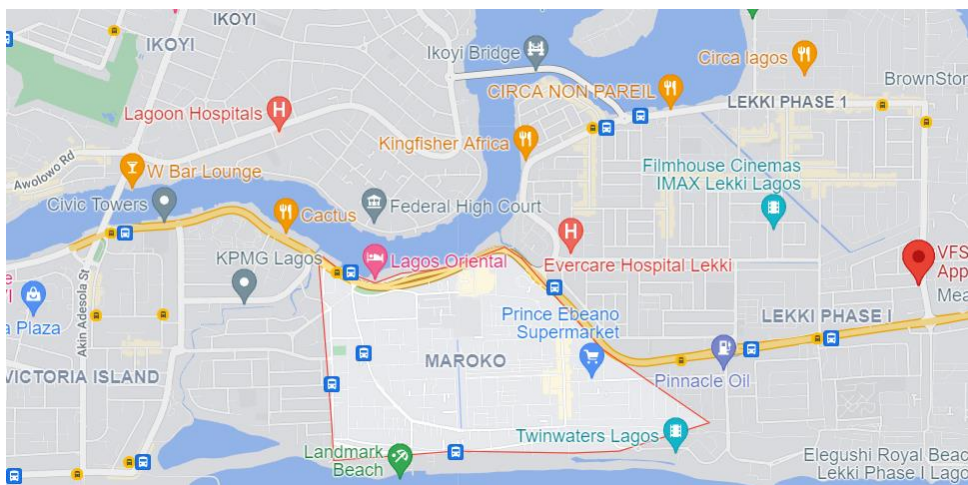 IKOYI
IKOYI
Ikoyi Bridge
Circa lagos
BrownSton
CIRCA NON PAREIL
LEKKI PHASE 1
Lagoon Hospitals
H
Kingfisher Africa
Awolowo Rd
W Bar Lounge
Filmhouse Cinemas
IMAX Lekki Lagos
Civic Towers
Cactus
Federal High Court
H
KPMG Lagos
Lagos Oriental
Evercare Hospital Lekki
VFS
App
Mea
a Plaza
Akin Adesola St
Prince Ebeano
Supermarket
LEKKI PHASE I
MAROKO
VICTORIA ISLAND
Pinnacle Oil
Twinwaters Lagos
Landmark
Beach
Elegushi Royal Beac
Lekki Phase I Lago